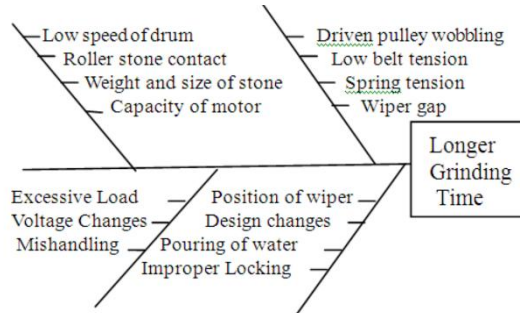 Low speed of drum
Roller stone contact
Weight and size of stone
Capacity of motor
Driven pulley wobbling
Low belt tension
Spring tension
Wiper gap
Longer
Grinding
Time
Excessive Load
Voltage Changes
Mishandling
Position of wiper
Design changes
Pouring of water
Improper Locking